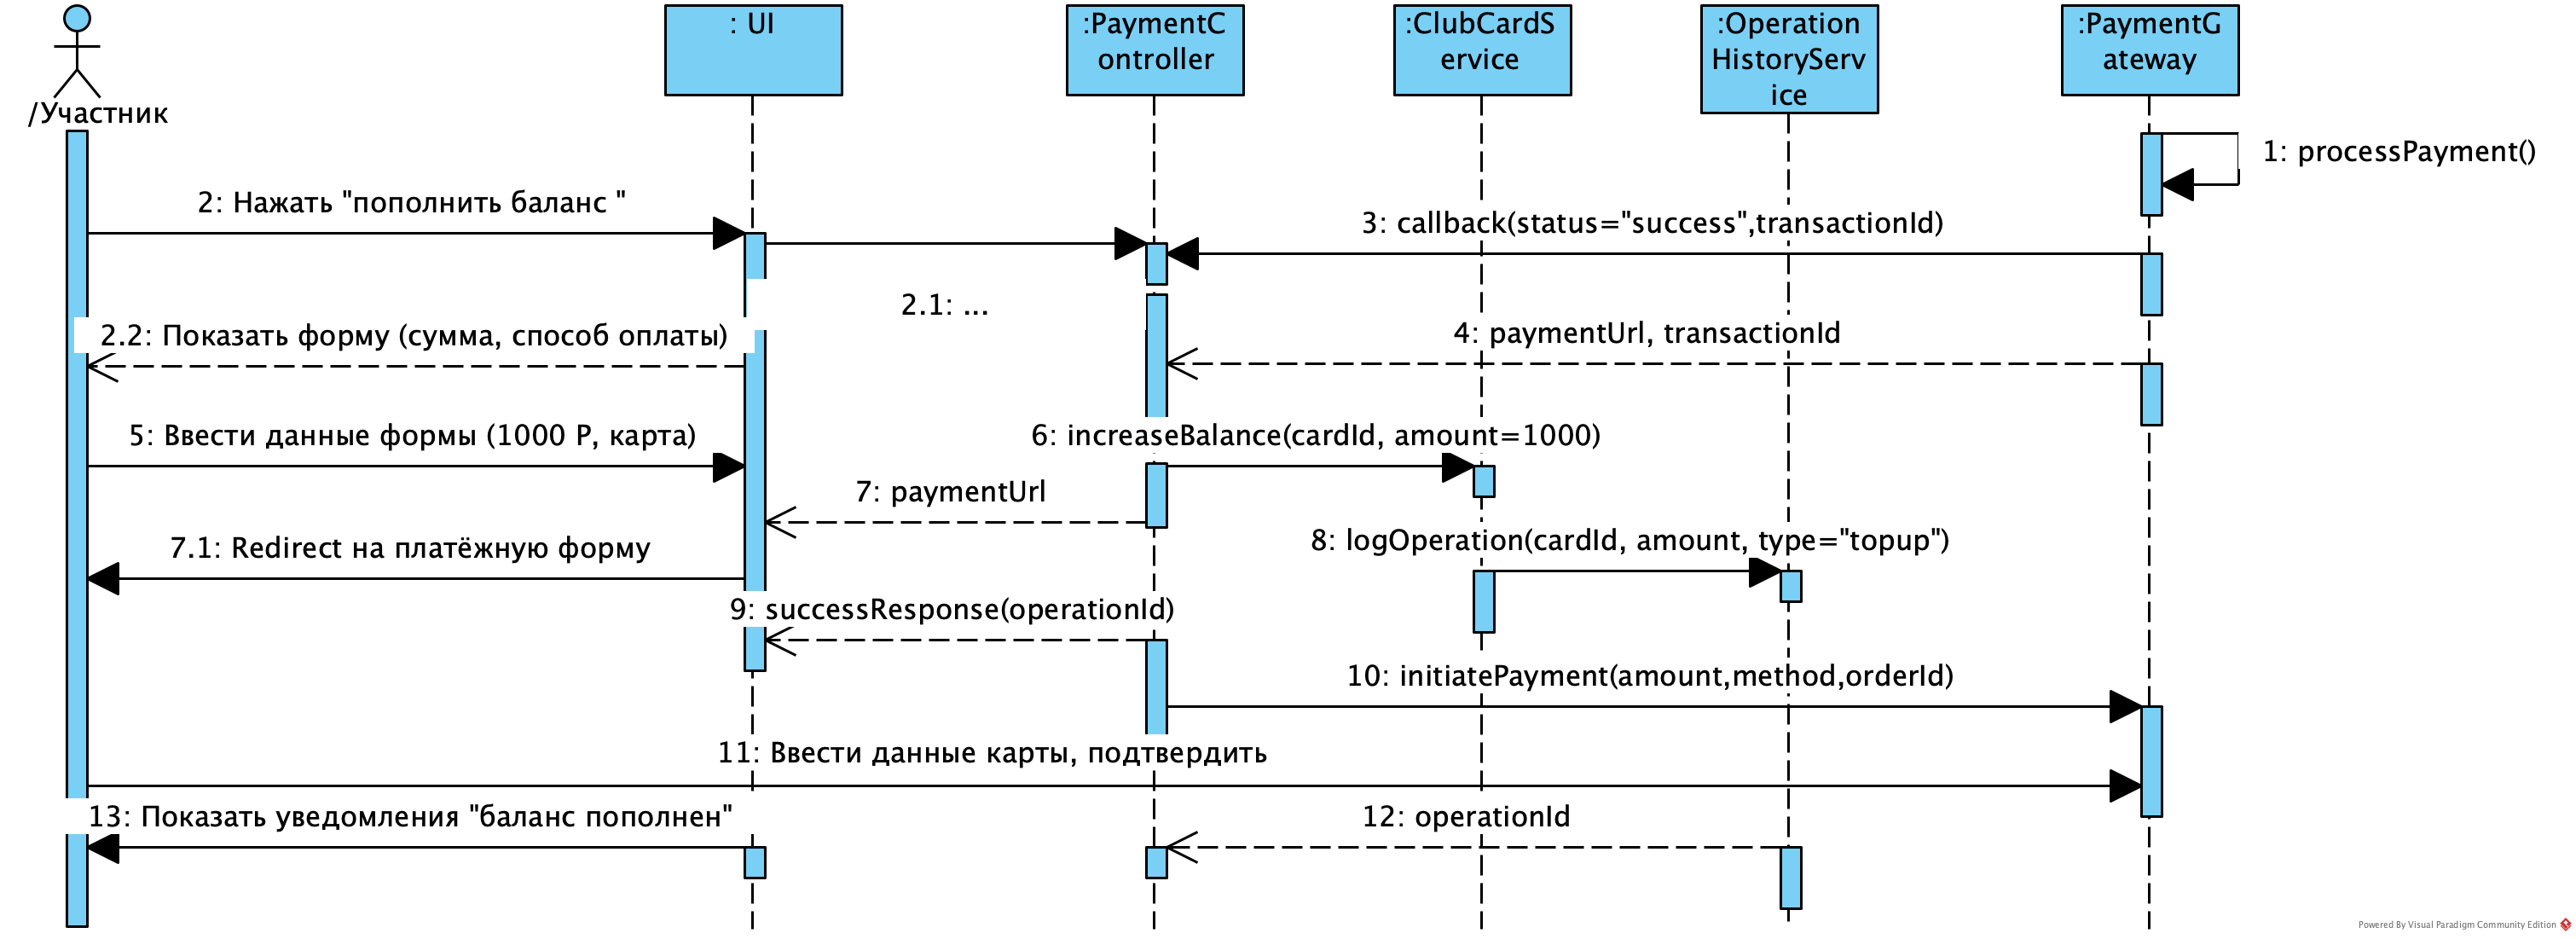 /Участник
: UI
:PaymentC
ontroller
:ClubCardS
ervice
:Operation
HistoryServ
ice
:PaymentG
ateway
1: processPayment()
2: Нажать "пополнить баланс "
3: callback(status="success",transactionId)
2.1: ...
2.2: Показать форму (сумма, способ оплаты)
4: paymentUrl, transactionId
5: Ввести данные формы (1000 Р, карта)
6: increaseBalance(cardId, amount=1000)
7: paymentUrl
7.1: Redirect на платёжную форму
8: logOperation(cardId, amount, type="topup")
9: successResponse(operationId)
10: initiatePayment(amount,method,orderId)
11: Ввести данные карты, подтвердить
13: Показать уведомления "баланс пополнен"
12: operationId
Powered By Visual Paradigm Community Edition